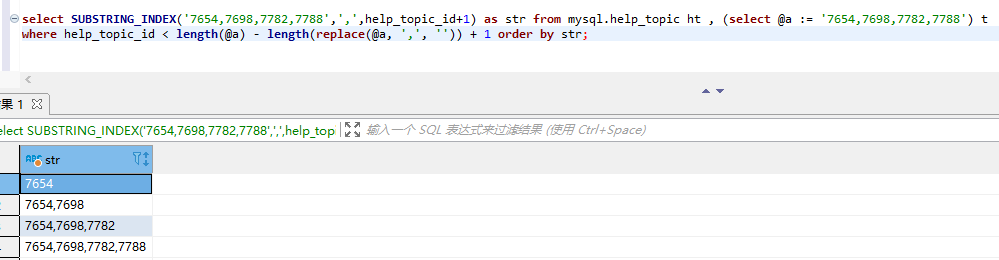 select SUBSTRING_INDEX('7654,7698,7782,7788',',',help_topic_id+1) as str from mysql.help_topic ht , (select @a := '7654,7698,7782,7788') t
where help_topic_id < length(@a) - length(replace(@a, ',', '')) + 1 order by str;
果 1
elect SUBSTRING_INDEX('7654,7698,7782,7788',',',help_top
输入一个 SQL 表达式来过滤结果 (使用 Ctrl+Space)
ABC str
7654
7654,7698
7654,7698,7782
7654,7698,7782,7788